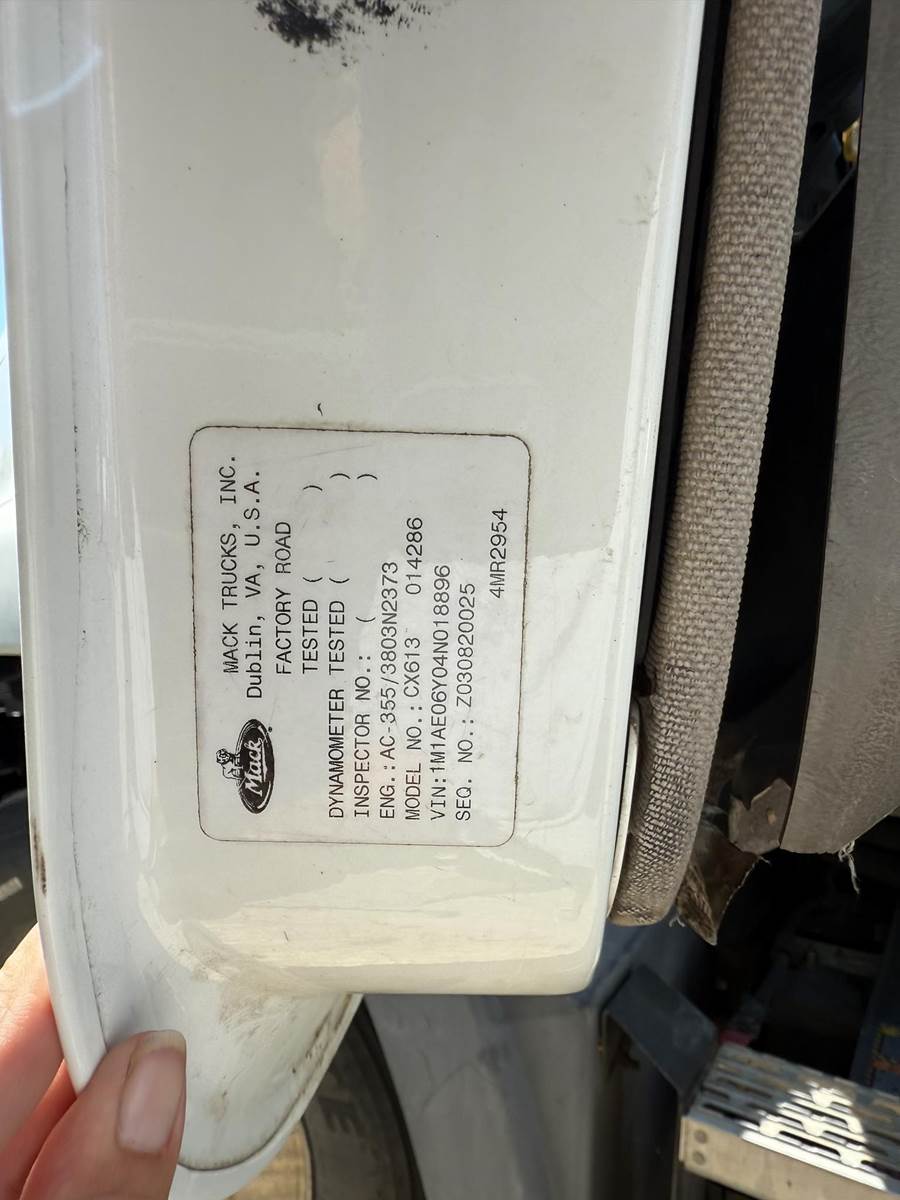 Mack
MACK TRUCKS, INC.
Dublin, VA, U.S.A.
FACTORY ROAD
TESTED ( )
DYNAMOMETER TESTED ( )
INSPECTOR NO.: ( )
ENG.:AC-355/3803N2373
MODEL NO.:CX613 014286
VIN:1M1AE06Y04N018896
SEQ. NO.: Z030820025
4MR2954